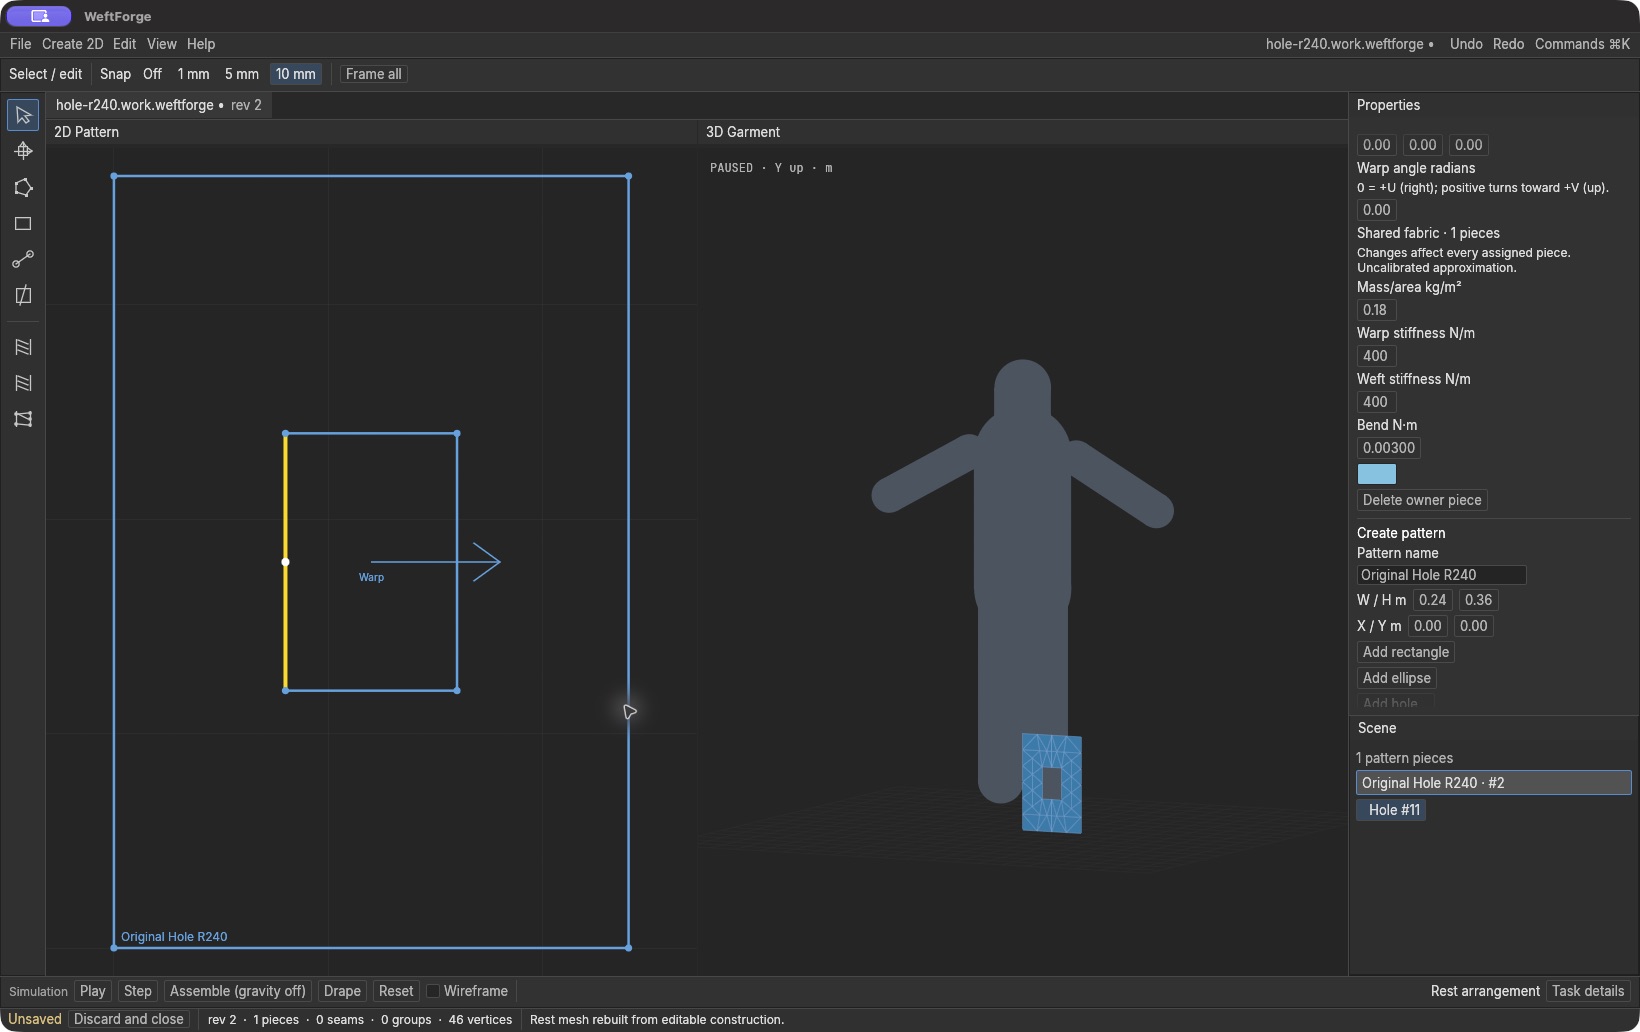 WeftForge
File Create 2D Edit View Help
hole-r240.work.weftforge • Undo Redo Commands ⌘K
Select / edit Snap Off 1 mm 5 mm 10 mm Frame all
hole-r240.work.weftforge • rev 2
2D Pattern
Warp
Original Hole R240
3D Garment
PAUSED · Y up · m
Properties
0.00 0.00 0.00
Warp angle radians
0 = +U (right); positive turns toward +V (up).
0.00
Shared fabric · 1 pieces
Changes affect every assigned piece.
Uncalibrated approximation.
Mass/area kg/m²
0.18
Warp stiffness N/m
400
Weft stiffness N/m
400
Bend N·m
0.00300
Delete owner piece
Create pattern
Pattern name
Original Hole R240
W / H m 0.24 0.36
X / Y m 0.00 0.00
Add rectangle
Add ellipse
Add hole
Scene
1 pattern pieces
Original Hole R240 · #2
Hole #11
Simulation Play Step Assemble (gravity off) Drape Reset Wireframe
Rest arrangement Task details
Unsaved Discard and close rev 2 · 1 pieces · 0 seams · 0 groups · 46 vertices Rest mesh rebuilt from editable construction.